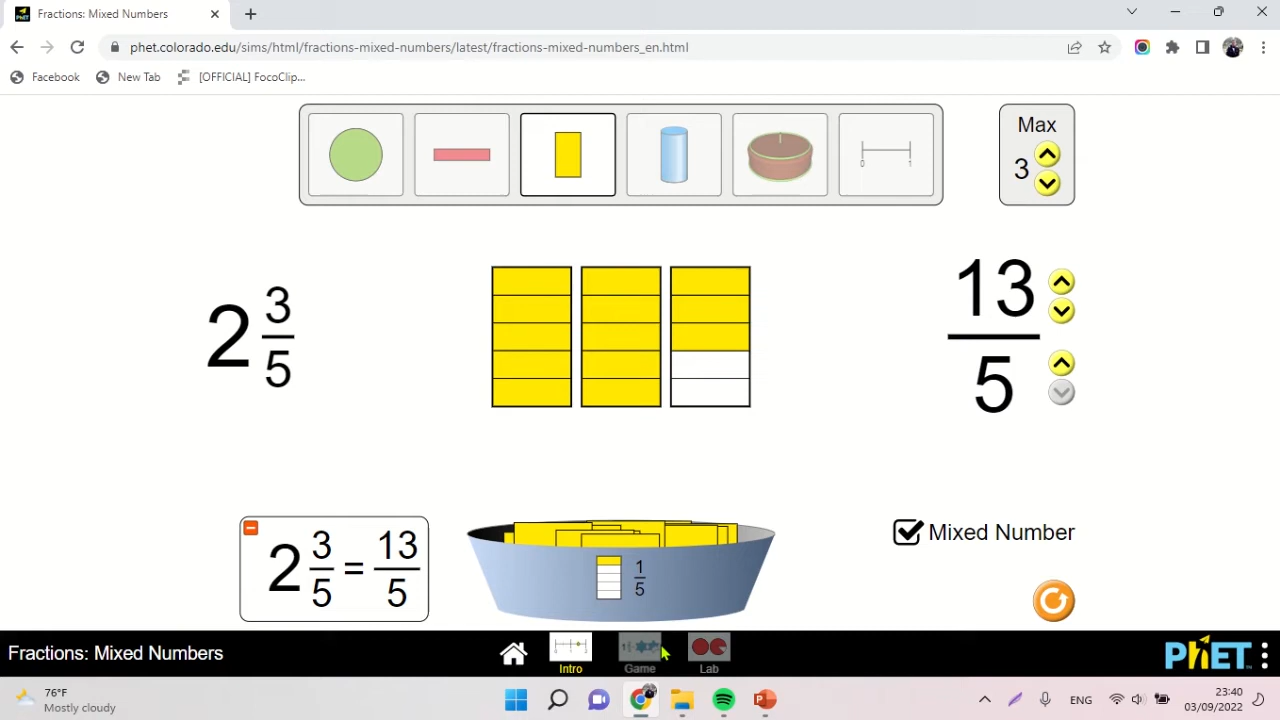 Fractions: Mixed Numbers
phet.colorado.edu/sims/html/fractions-mixed-numbers/latest/fractions-mixed-numbers_en.html
Facebook
New Tab
[OFFICIAL] FocoClip...
0 1
Max
3
2 3/5
13/5
2 3/5 = 13/5
1/5
Mixed Number
Fractions: Mixed Numbers
Intro
Game
Lab
PhET
76°F
Mostly cloudy
ENG
23:40
03/09/2022